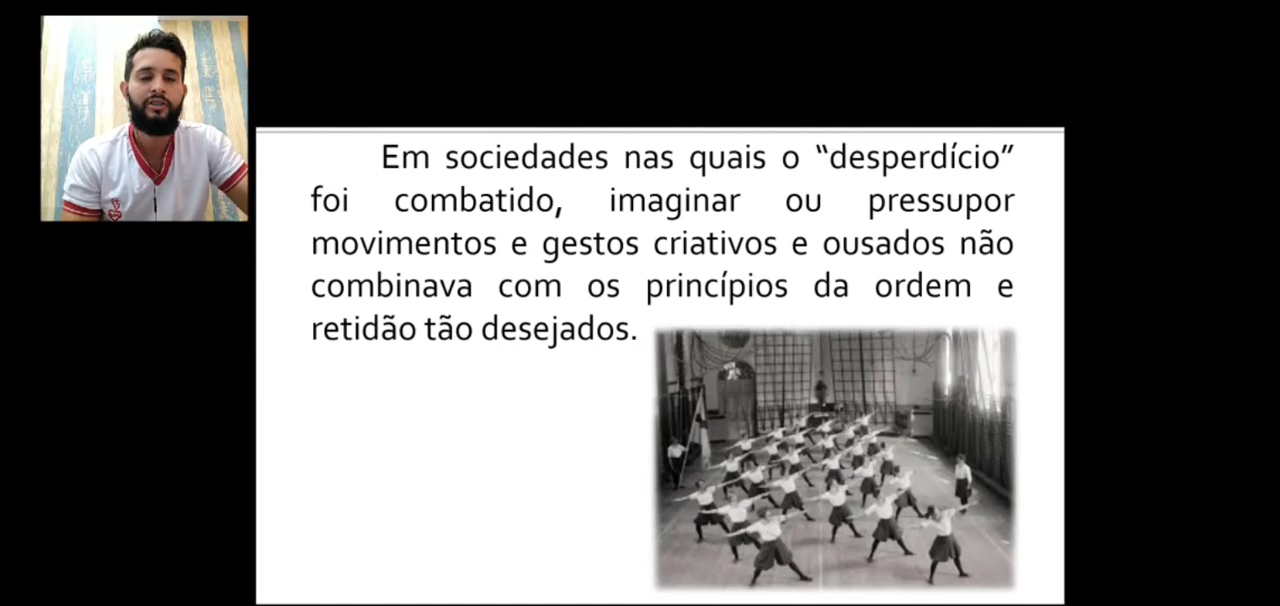 Em sociedades nas quais o “desperdício”
foi combatido, imaginar ou pressupor
movimentos e gestos criativos e ousados não
combinava com os princípios da ordem e
retidão tão desejados.